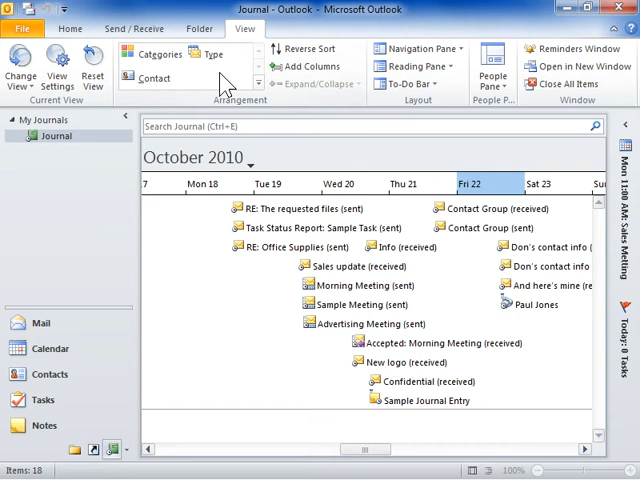 Journal - Outlook - Microsoft Outlook
File Home Send / Receive Folder View
Change View
View Settings
Reset View
Current View
Categories Type
Contact
Reverse Sort
Add Columns
Expand/Collapse
Arrangement
Navigation Pane
Reading Pane
To-Do Bar
Layout
People Pane
People P...
Reminders Window
Open in New Window
Close All Items
Window
My Journals
Journal
Search Journal (Ctrl+E)
October 2010
7 Mon 18 Tue 19 Wed 20 Thu 21 Fri 22 Sat 23 Sun
RE: The requested files (sent) Contact Group (received)
Task Status Report: Sample Task (sent) Contact Group (sent)
RE: Office Supplies (sent) Info (received) Don's contact info (
Sales update (received) Don's contact info (
Morning Meeting (sent) And here's mine (re
Sample Meeting (sent) Paul Jones
Advertising Meeting (sent)
Accepted: Morning Meeting (received)
New logo (received)
Confidential (received)
Sample Journal Entry
Mail
Calendar
Contacts
Tasks
Notes
Mon 11:00 AM: Sales Metting
Today: 0 Tasks
Items: 18
100%